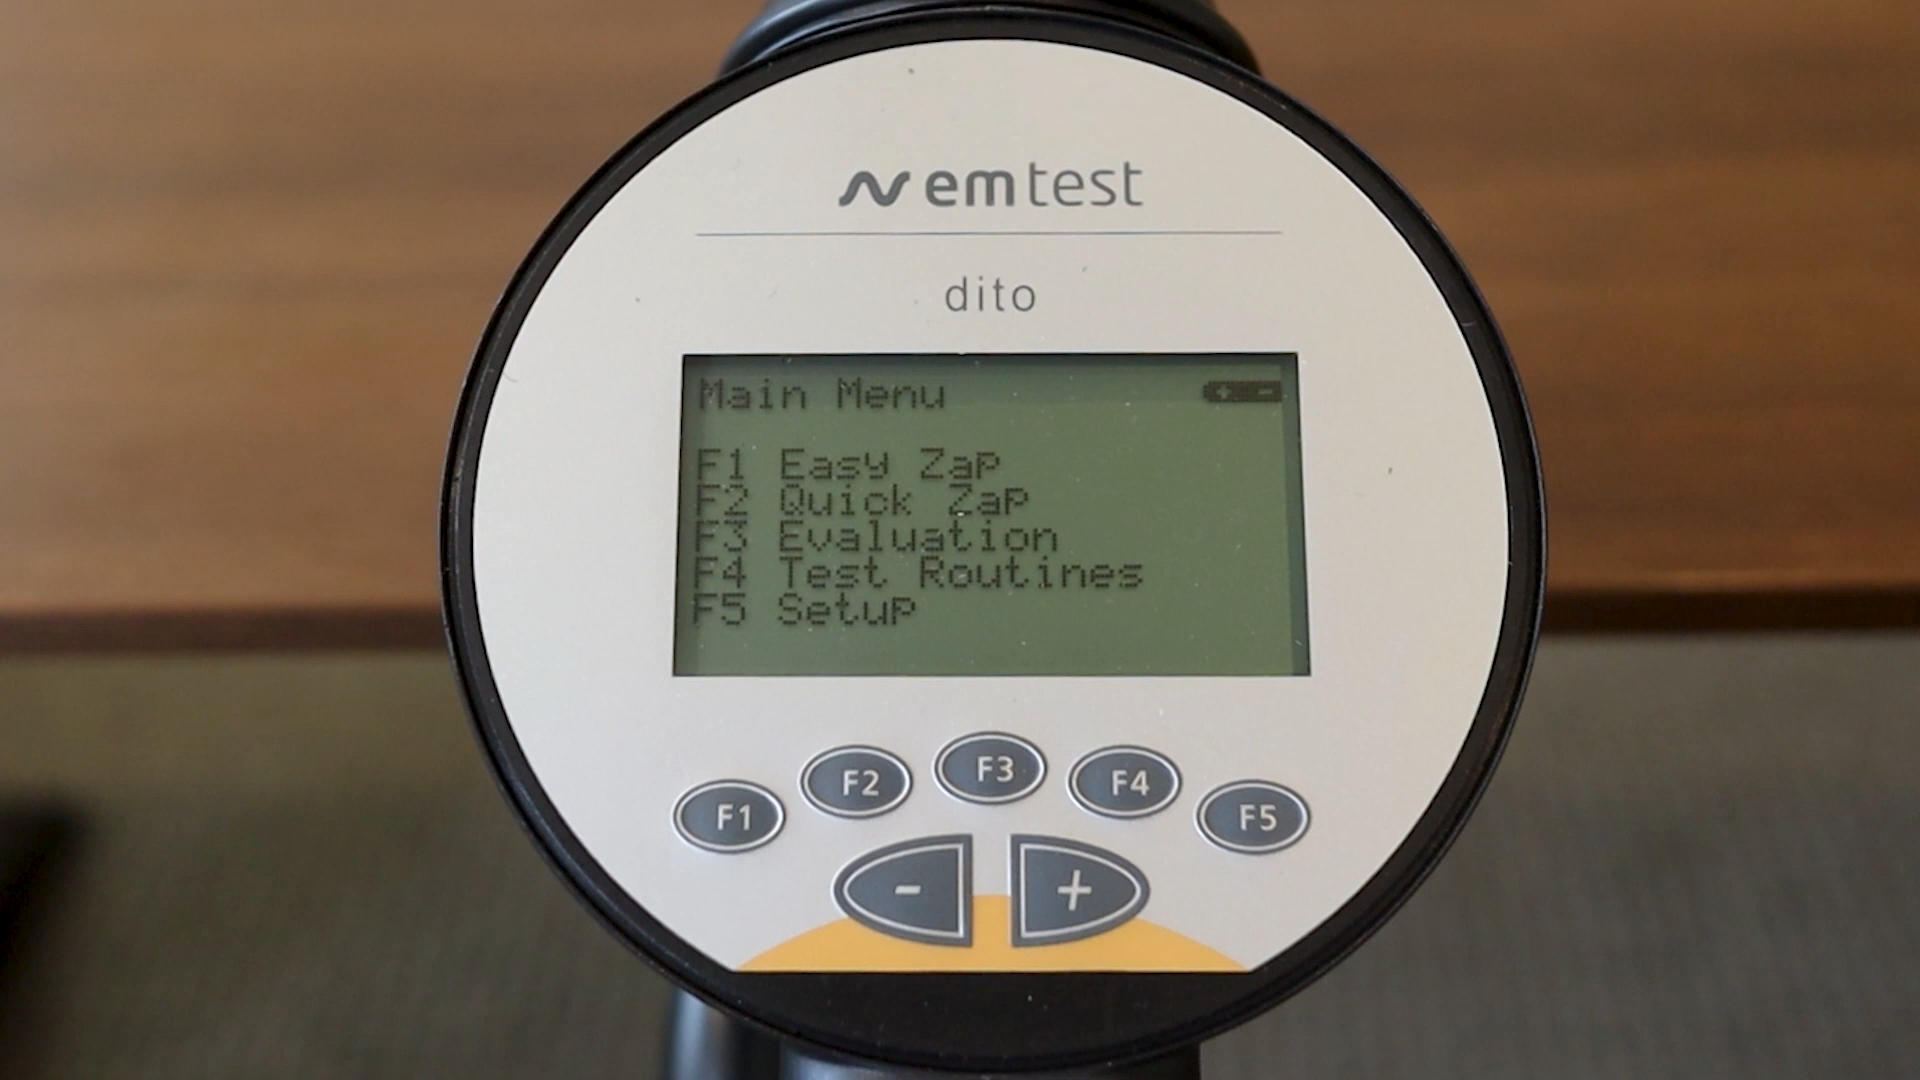 emtest
dito
Main Menu
+ -
F1 Easy Zap
F2 Quick Zap
F3 Evaluation
F4 Test Routines
F5 Setup
F1 F2 F3 F4 F5
- +